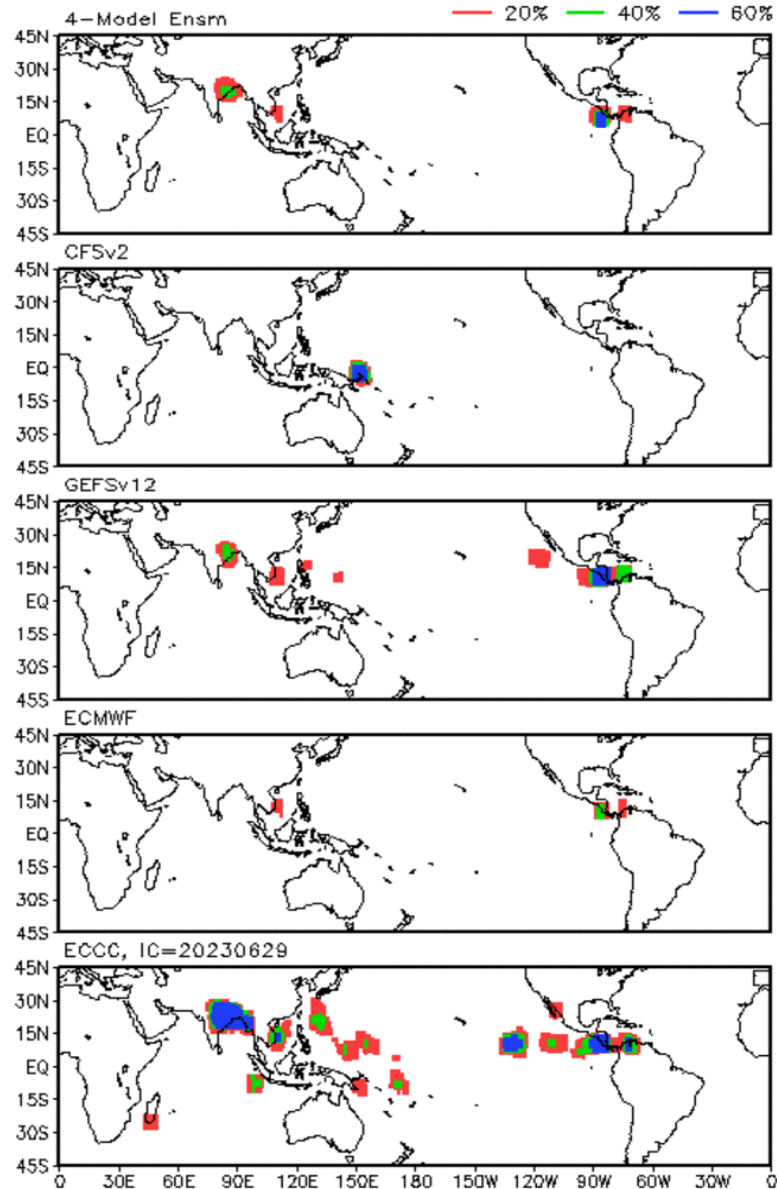 4-Model Ensm 20% 40% 60%
45N
30N
15N
EQ
15S
30S
45S
CFSv2
45N
30N
15N
EQ
15S
30S
45S
GEFSv12
45N
30N
15N
EQ
15S
30S
45S
ECMWF
45N
30N
15N
EQ
15S
30S
45S
ECCC, IC=20230629
45N
30N
15N
EQ
15S
30S
45S
0 30E 60E 90E 120E 150E 180 150W 120W 90W 60W 30W 0